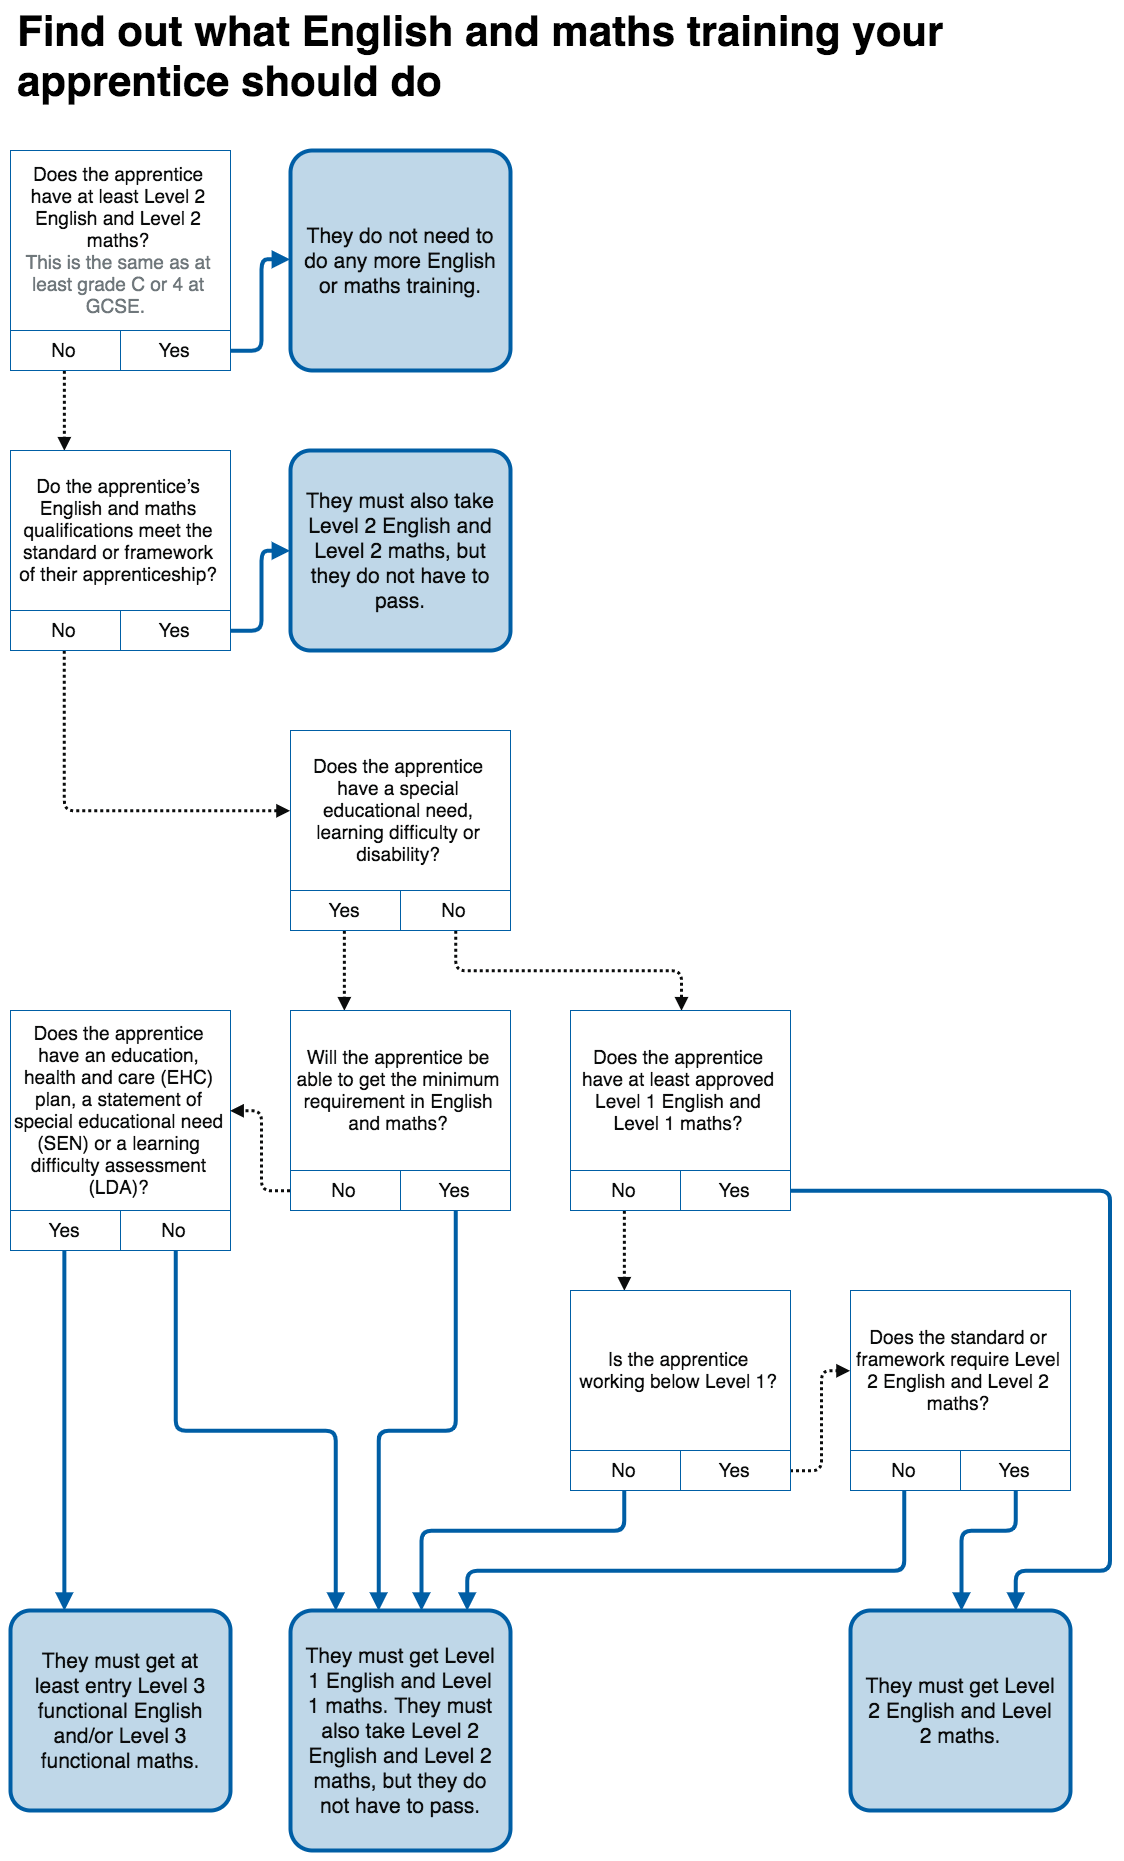 Find out what English and maths training your
apprentice should do
Does the apprentice
have at least Level 2
English and Level 2
maths?
This is the same as at
least grade C or 4 at
GCSE.
No
Yes
They do not need to
do any more English
or maths training.
Do the apprentice’s
English and maths
qualifications meet the
standard or framework
of their apprenticeship?
No
Yes
They must also take
Level 2 English and
Level 2 maths, but
they do not have to
pass.
Does the apprentice
have a special
educational need,
learning difficulty or
disability?
Yes
No
Does the apprentice
have an education,
health and care (EHC)
plan, a statement of
special educational need
(SEN) or a learning
difficulty assessment
(LDA)?
Yes
No
Will the apprentice be
able to get the minimum
requirement in English
and maths?
No
Yes
Does the apprentice
have at least approved
Level 1 English and
Level 1 maths?
No
Yes
Is the apprentice
working below Level 1?
No
Yes
Does the standard or
framework require Level
2 English and Level 2
maths?
No
Yes
They must get at
least entry Level 3
functional English
and/or Level 3
functional maths.
They must get Level
1 English and Level
1 maths. They must
also take Level 2
English and Level 2
maths, but they do
not have to pass.
They must get Level
2 English and Level
2 maths.